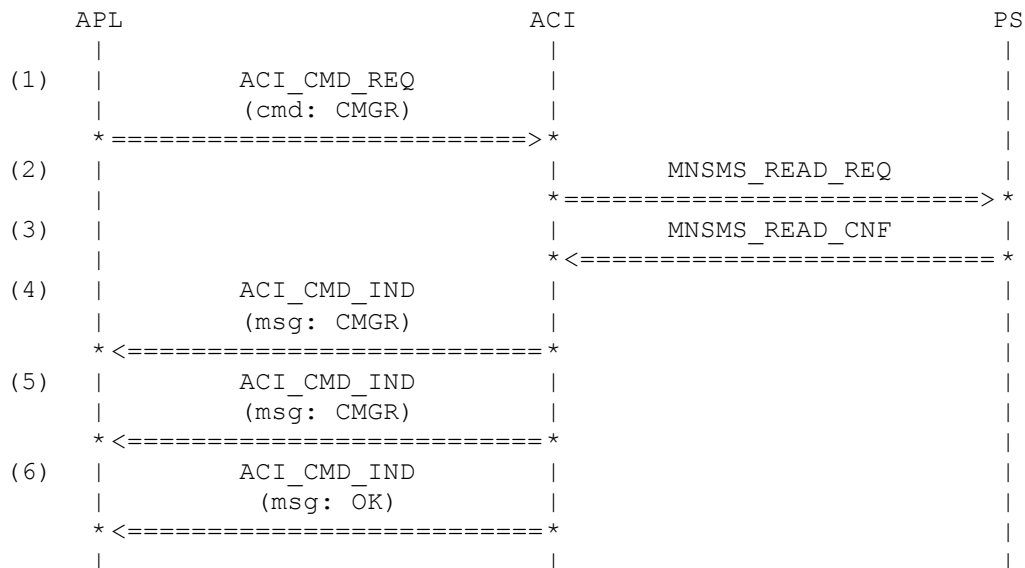 APL ACI PS
(1) ACI_CMD_REQ
(cmd: CMGR)
(2) MNSMS_READ_REQ
(3) MNSMS_READ_CNF
(4) ACI_CMD_IND
(msg: CMGR)
(5) ACI_CMD_IND
(msg: CMGR)
(6) ACI_CMD_IND
(msg: OK)